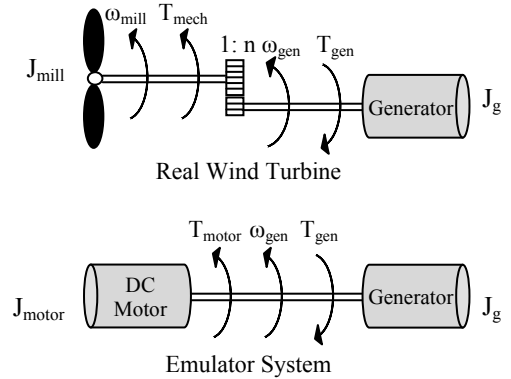 ω_mill T_mech
J_mill
1: n ω_gen T_gen
Generator
J_g
Real Wind Turbine
T_motor ω_gen T_gen
J_motor
DC
Motor
Generator
J_g
Emulator System